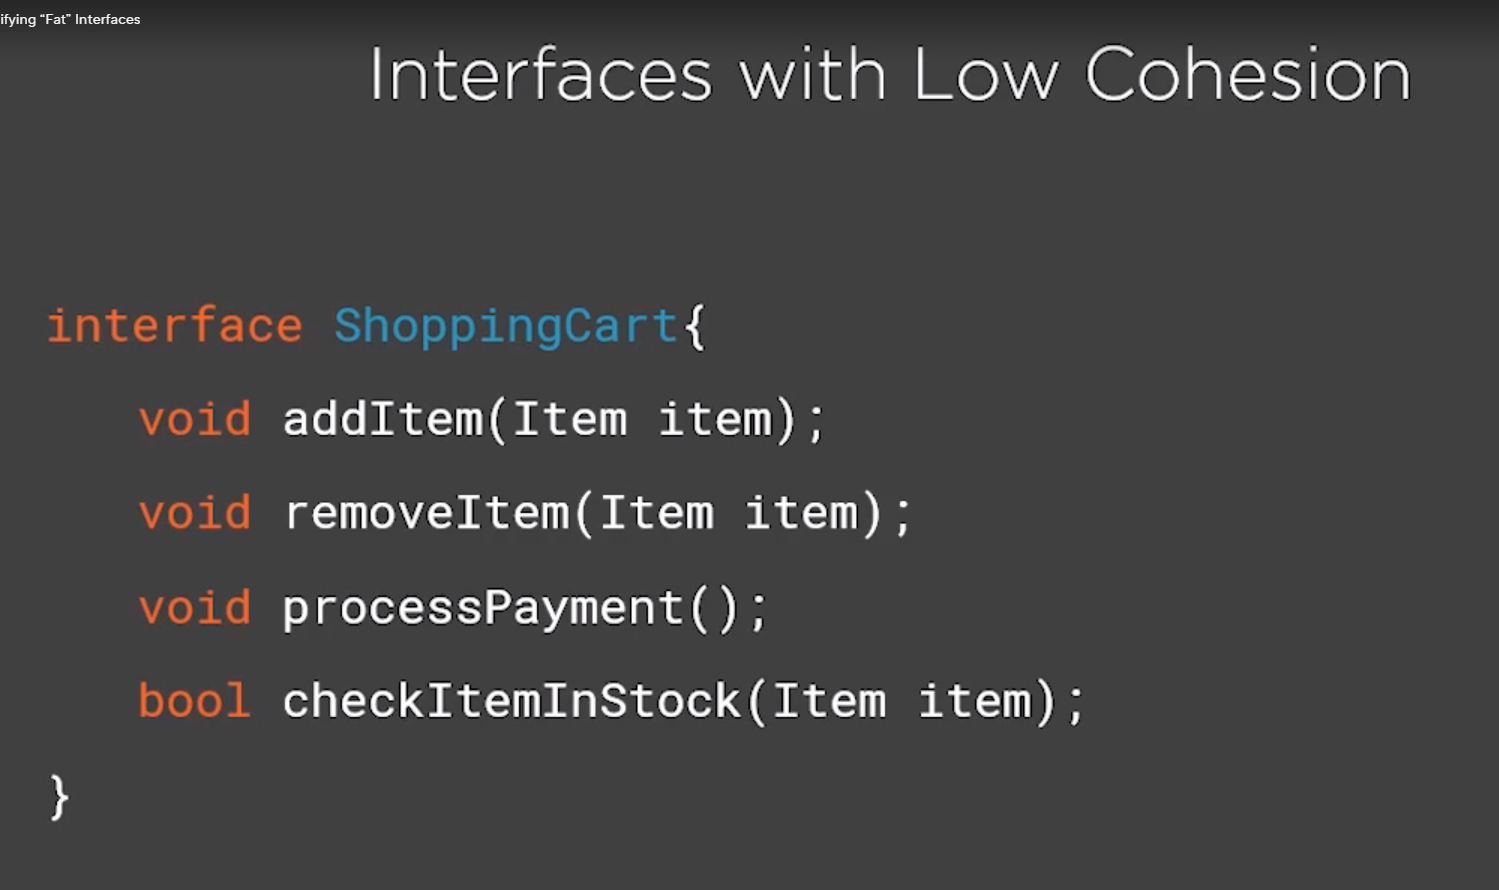 ifying “Fat” Interfaces
Interfaces with Low Cohesion
interface ShoppingCart{
void addItem(Item item);
void removeItem(Item item);
void processPayment();
bool checkItemInStock(Item item);
}